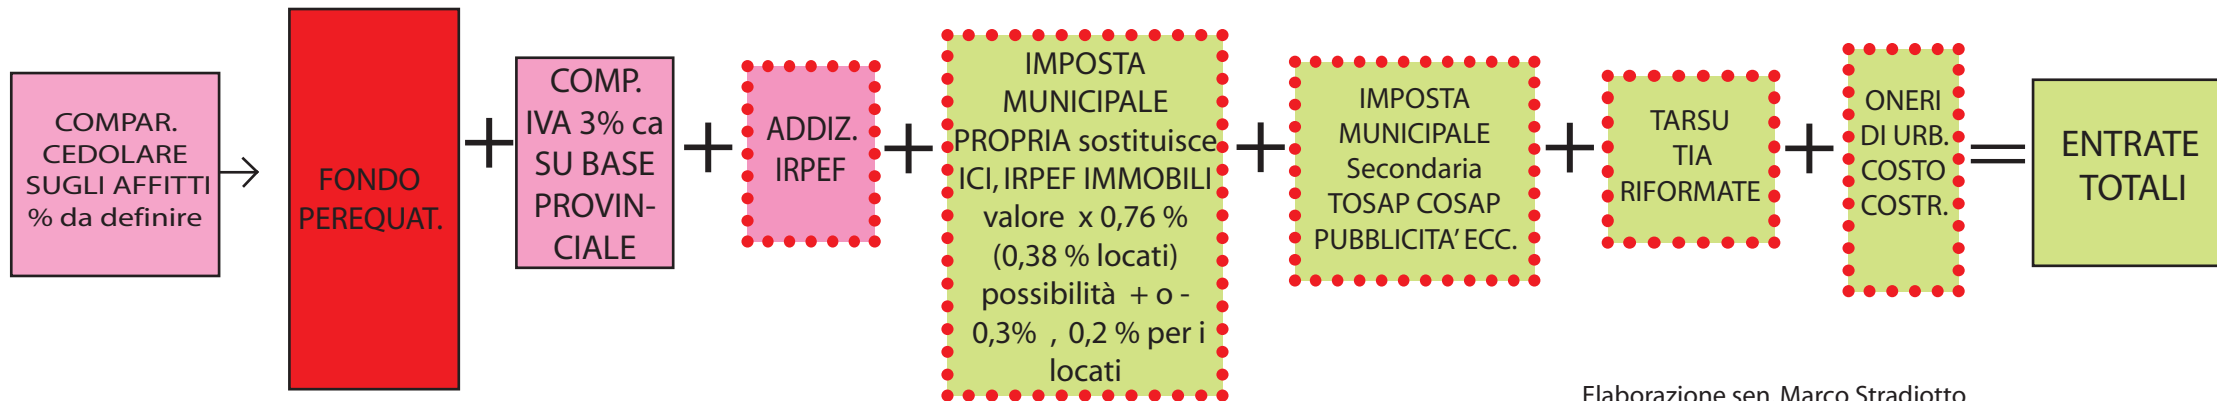 COMPAR.
CEDOLARE
SUGLI AFFITTI
% da definire
FONDO
PEREQUAT.
+
COMP.
IVA 3% ca
SU BASE
PROVIN-
CIALE
+
ADDIZ.
IRPEF
+
IMPOSTA
MUNICIPALE
PROPRIA sostituisce
ICI, IRPEF IMMOBILI
valore x 0,76 %
(0,38 % locati)
possibilità + o -
0,3% , 0,2 % per i
locati
+
IMPOSTA
MUNICIPALE
Secondaria
TOSAP COSAP
PUBBLICITA' ECC.
+
TARSU
TIA
RIFORMATE
+
ONERI
DI URB.
COSTO
COSTR.
=
ENTRATE
TOTALI
Elaborazione sen. Marco Stradiotto